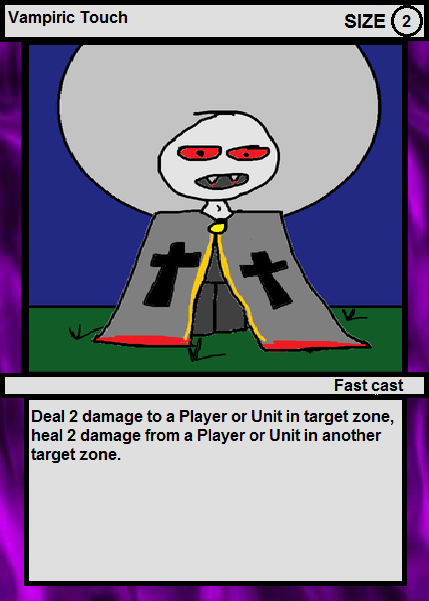 Vampiric Touch
SIZE 2
Fast cast
Deal 2 damage to a Player or Unit in target zone,
heal 2 damage from a Player or Unit in another
target zone.